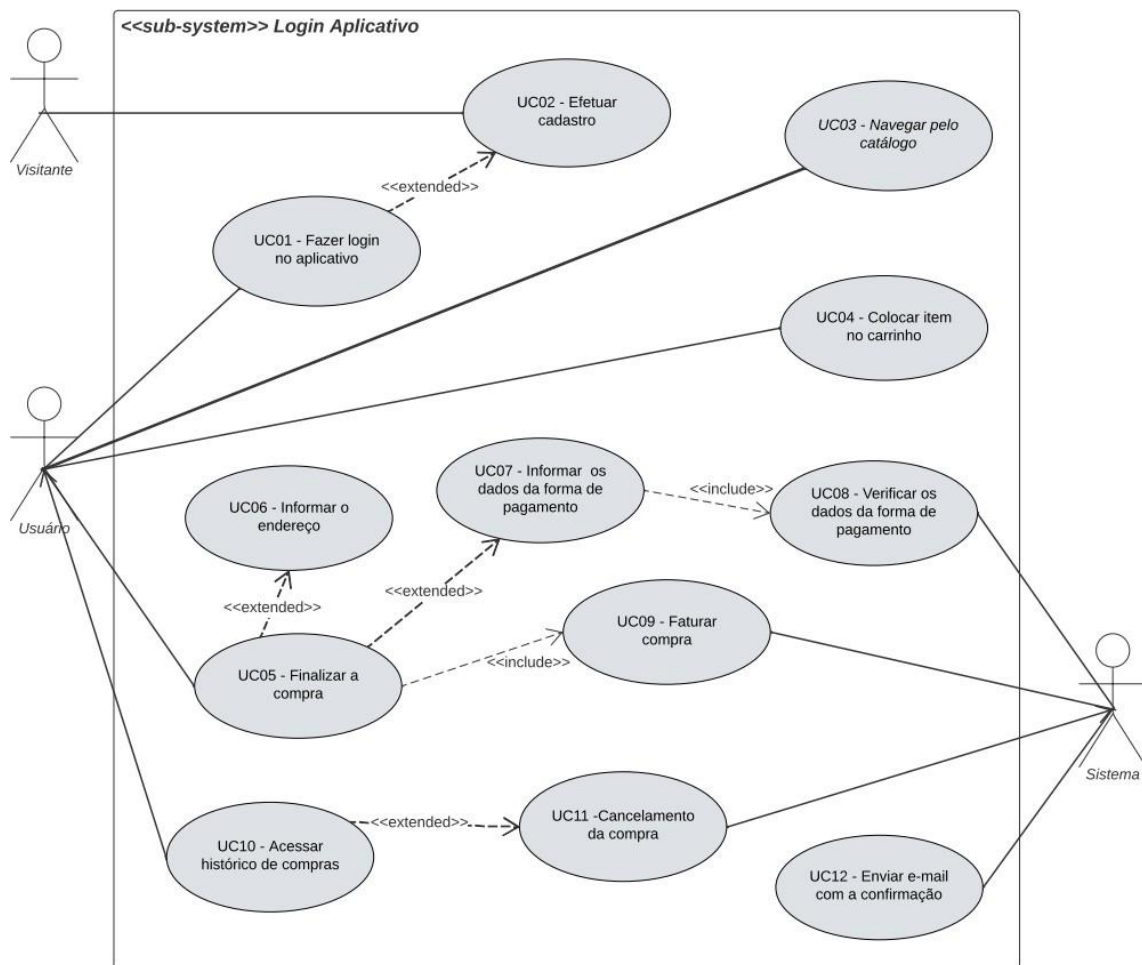 <<sub-system>> Login Aplicativo
Visitante
UC02 - Efetuar
cadastro
UC03 - Navegar pelo
catálogo
<<extended>>
UC01 - Fazer login
no aplicativo
UC04 - Colocar item
no carrinho
Usuário
UC06 - Informar o
endereço
UC07 - Informar os
dados da forma de
pagamento
<<include>>
UC08 - Verificar os
dados da forma de
pagamento
<<extended>>
<<extended>>
UC05 - Finalizar a
compra
<<include>>
UC09 - Faturar
compra
Sistema
UC10 - Acessar
histórico de compras
<<extended>>
UC11 -Cancelamento
da compra
UC12 - Enviar e-mail
com a confirmação